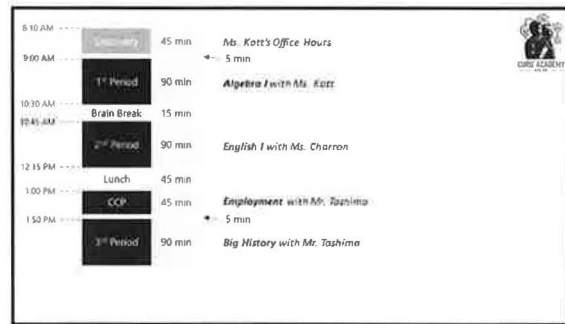 8:10 AM
Discovery 45 min Ms. Kott's Office Hours
9:00 AM 5 min
1st Period 90 min Algebra I with Ms. Kott
10:30 AM
Brain Break 15 min
10:45 AM
2nd Period 90 min English I with Ms. Charron
12:15 PM
Lunch 45 min
1:00 PM
CCP 45 min Employment with Mr. Tashima
1:50 PM 5 min
3rd Period 90 min Big History with Mr. Tashima
CURIE ACADEMY